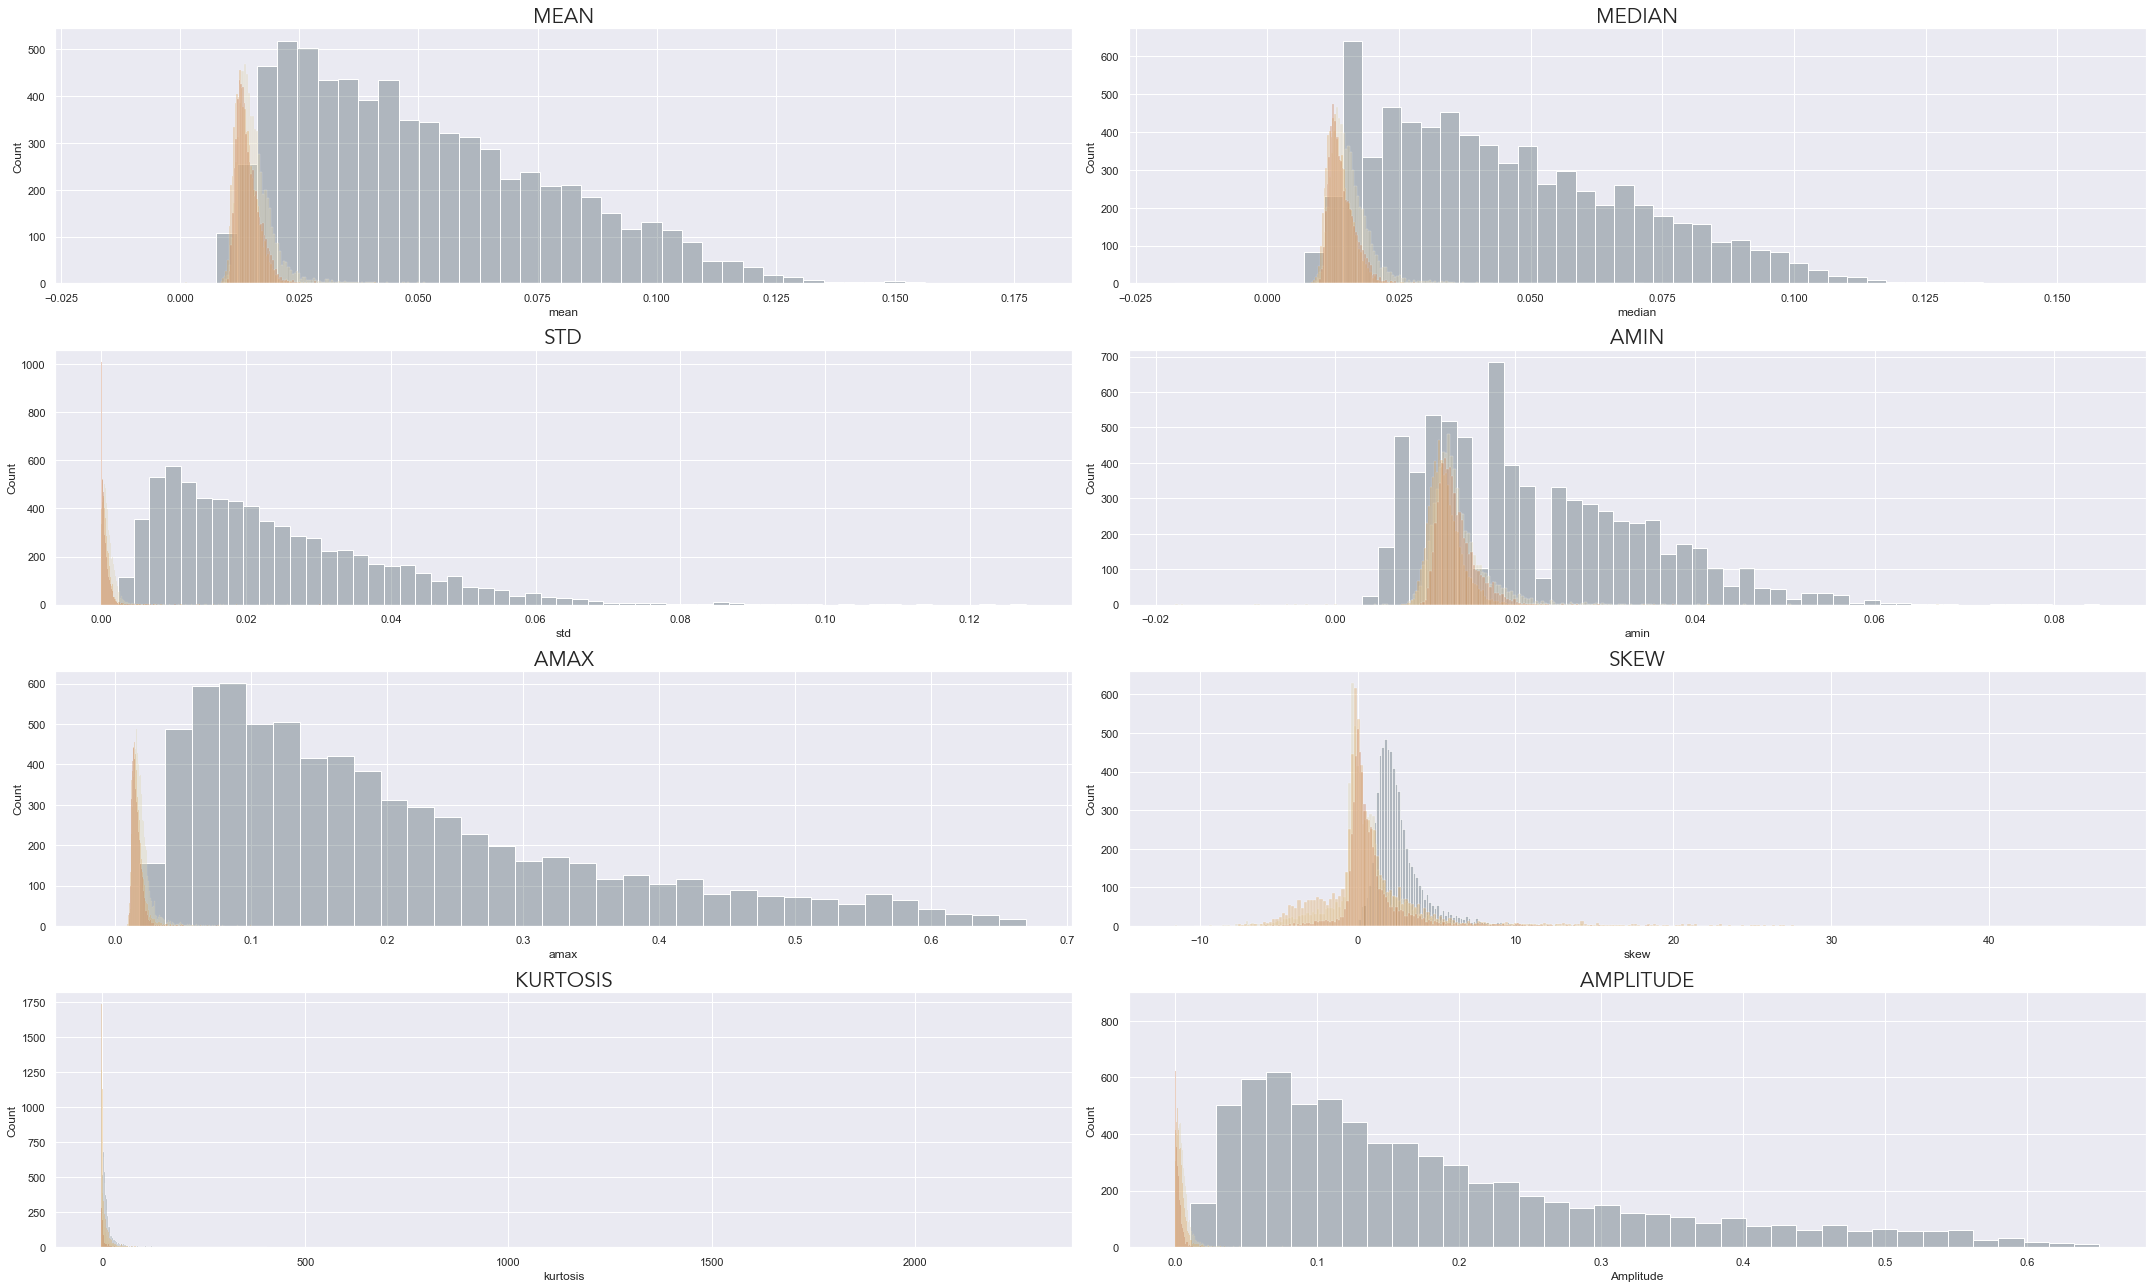 MEAN
500
400
300
200
100
0
Count
−0.025 0.000 0.025 0.050 0.075 0.100 0.125 0.150 0.175
mean
MEDIAN
600
500
400
300
200
100
0
Count
−0.025 0.000 0.025 0.050 0.075 0.100 0.125 0.150
median
STD
1000
800
600
400
200
0
Count
0.00 0.02 0.04 0.06 0.08 0.10 0.12
std
AMIN
700
600
500
400
300
200
100
0
Count
−0.02 0.00 0.02 0.04 0.06 0.08
amin
AMAX
600
500
400
300
200
100
0
Count
0.0 0.1 0.2 0.3 0.4 0.5 0.6 0.7
amax
SKEW
600
500
400
300
200
100
0
Count
−10 0 10 20 30 40
skew
KURTOSIS
1750
1500
1250
1000
750
500
250
0
Count
0 500 1000 1500 2000
kurtosis
AMPLITUDE
800
600
400
200
0
Count
0.0 0.1 0.2 0.3 0.4 0.5 0.6
Amplitude